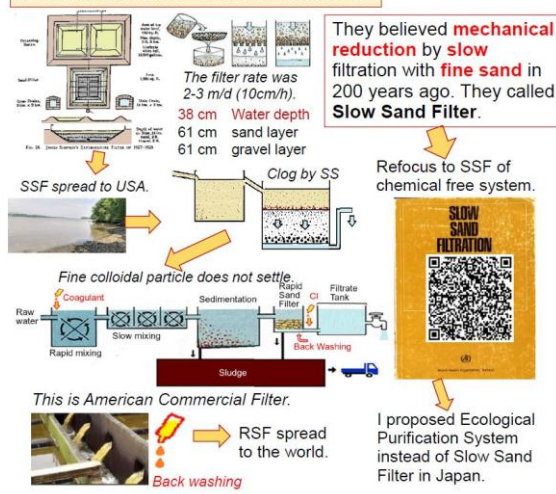 They believed mechanical
reduction by slow
filtration with fine sand in
200 years ago. They called
Slow Sand Filter.
The filter rate was
2-3 m/d (10cm/h).
38 cm Water depth
61 cm sand layer
61 cm gravel layer
SSF spread to USA.
Clog by SS
Refocus to SSF of
chemical free system.
SLOW
SAND
FILTRATION
Fine colloidal particle does not settle.
Coagulant
Raw
water
Rapid mixing
Slow mixing
Sedimentation
Rapid
Sand
Filter
Cl
Filtrate
Tank
Back Washing
Sludge
This is American Commercial Filter.
RSF spread
to the world.
Back washing
I proposed Ecological
Purification System
instead of Slow Sand
Filter in Japan.